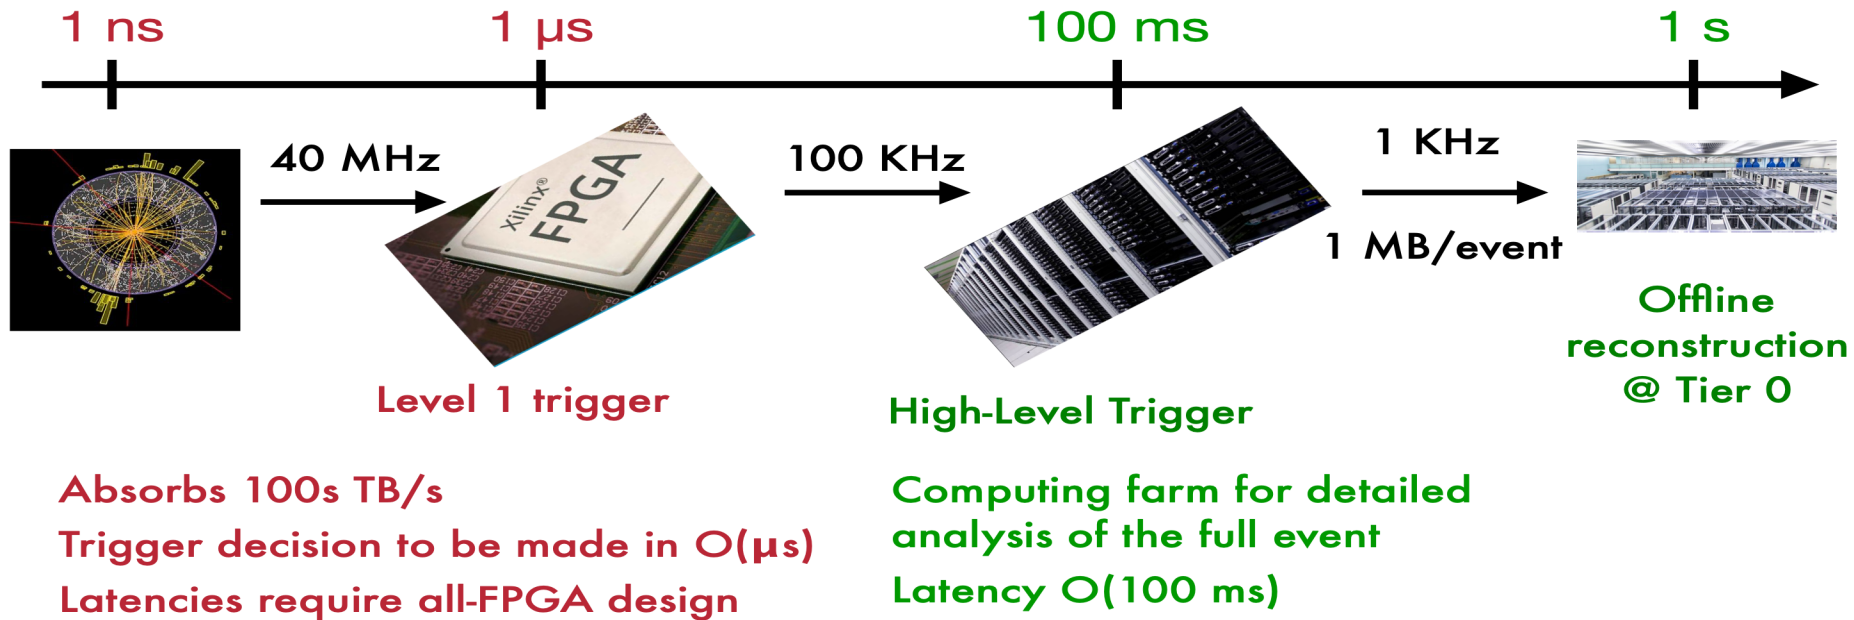 1 ns
1 µs
100 ms
1 s
40 MHz
100 KHz
1 KHz
1 MB/event
Xilinx®
FPGA
Level 1 trigger
High-Level Trigger
Offline
reconstruction
@ Tier 0
Absorbs 100s TB/s
Trigger decision to be made in O(µs)
Latencies require all-FPGA design
Computing farm for detailed
analysis of the full event
Latency O(100 ms)